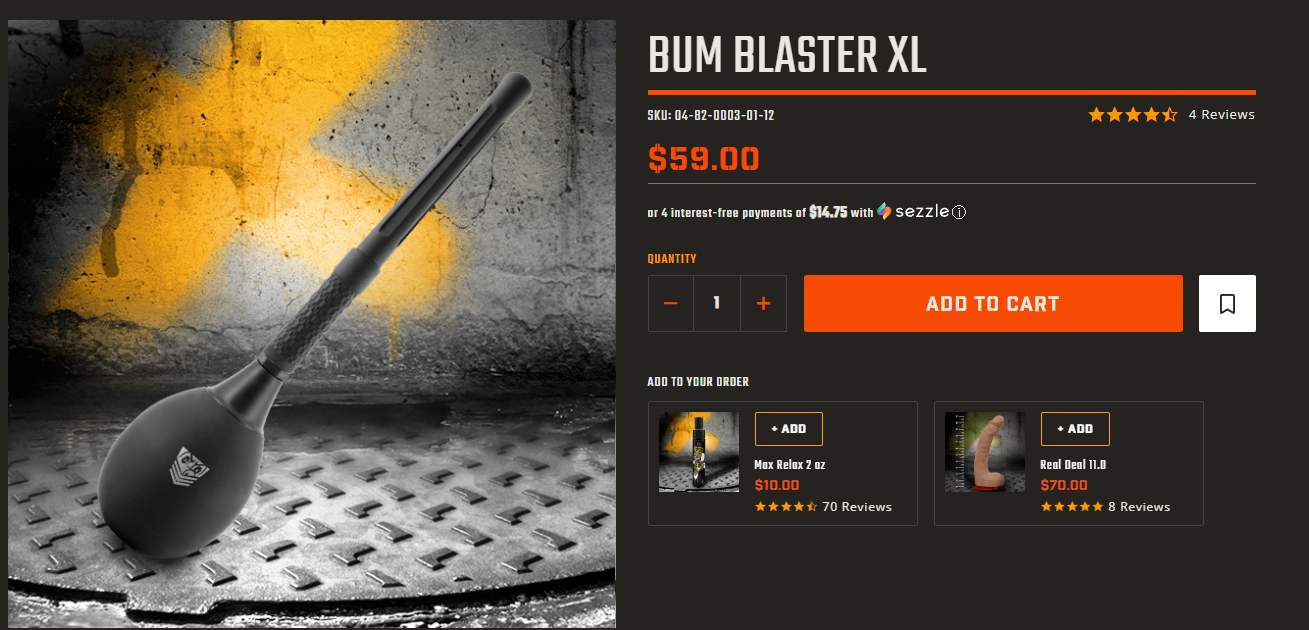 BUM BLASTER XL
SKU: 04-82-0003-01-12
4 Reviews
$59.00
or 4 interest-free payments of $14.75 with sezzle
QUANTITY
1
ADD TO CART
ADD TO YOUR ORDER
+ ADD
Max Relax 2 oz
$10.00
70 Reviews
+ ADD
Real Deal 11.0
$70.00
8 Reviews